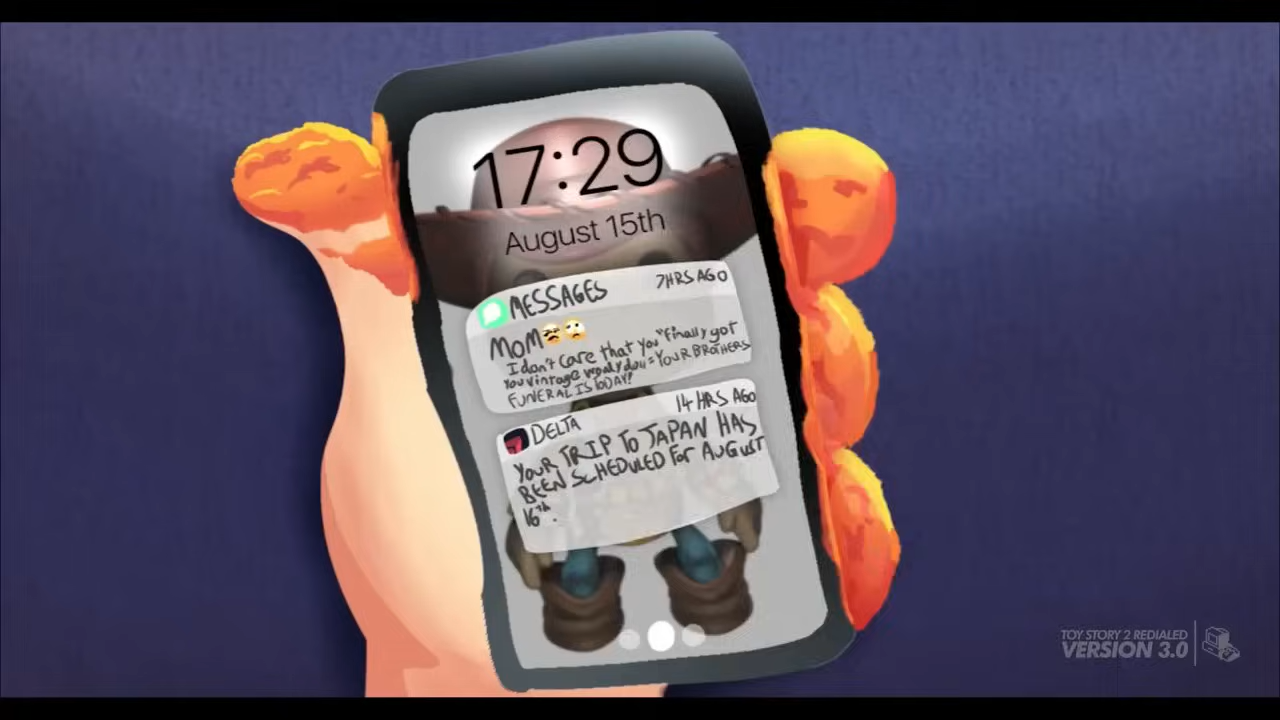 17:29
August 15th
MESSAGES 7HRS AGO
MOM
I don't care that you "finally got
you vintage woody doll" YOUR BROTHERS
FUNERAL IS TODAY!
DELTA 14 HRS AGO
YOUR TRIP TO JAPAN HAS
BEEN SCHEDULED FOR AUGUST
16th.
TOY STORY 2 REDIALED
VERSION 3.0